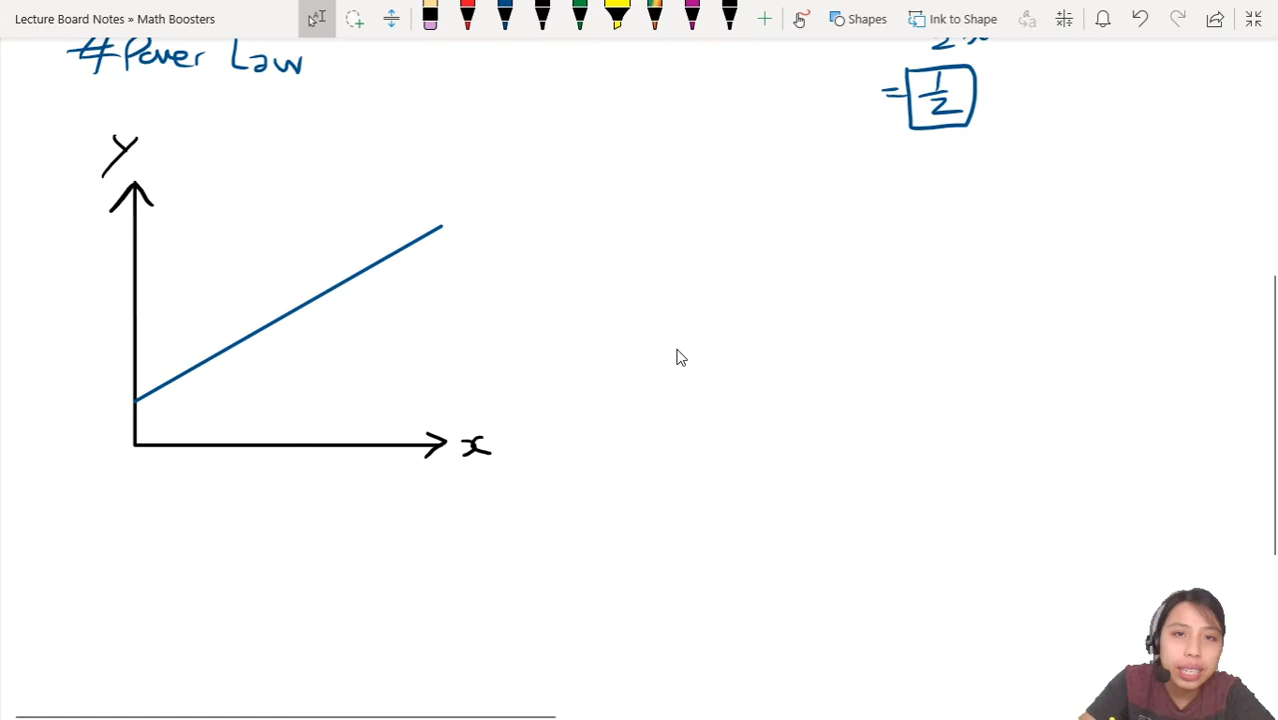 Lecture Board Notes » Math Boosters
Shapes
Ink to Shape
#Power Law
= 1/2
y
x